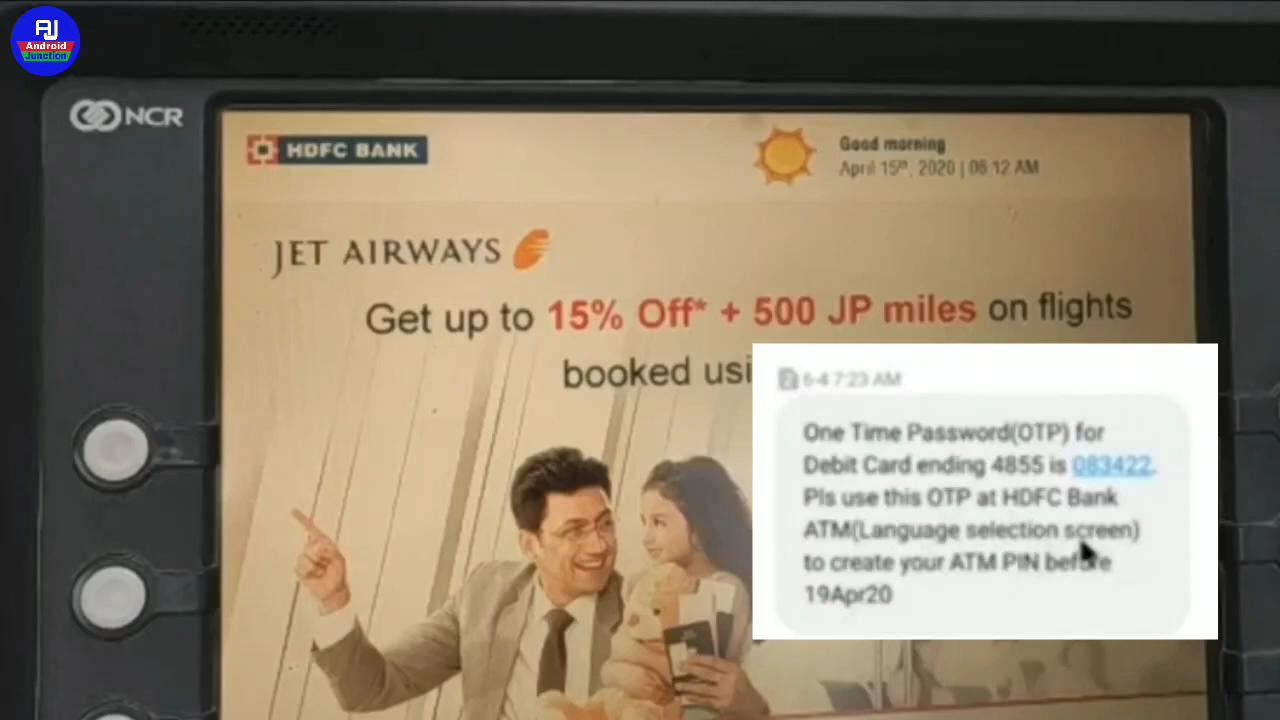 AJ
Android
Junction
NCR
HDFC BANK
Good morning
April 15th, 2020 | 06:12 AM
JET AIRWAYS
Get up to 15% Off* + 500 JP miles on flights
booked usi
6-4 7:23 AM
One Time Password(OTP) for
Debit Card ending 4855 is 083422.
Pls use this OTP at HDFC Bank
ATM(Language selection screen)
to create your ATM PIN before
19Apr20